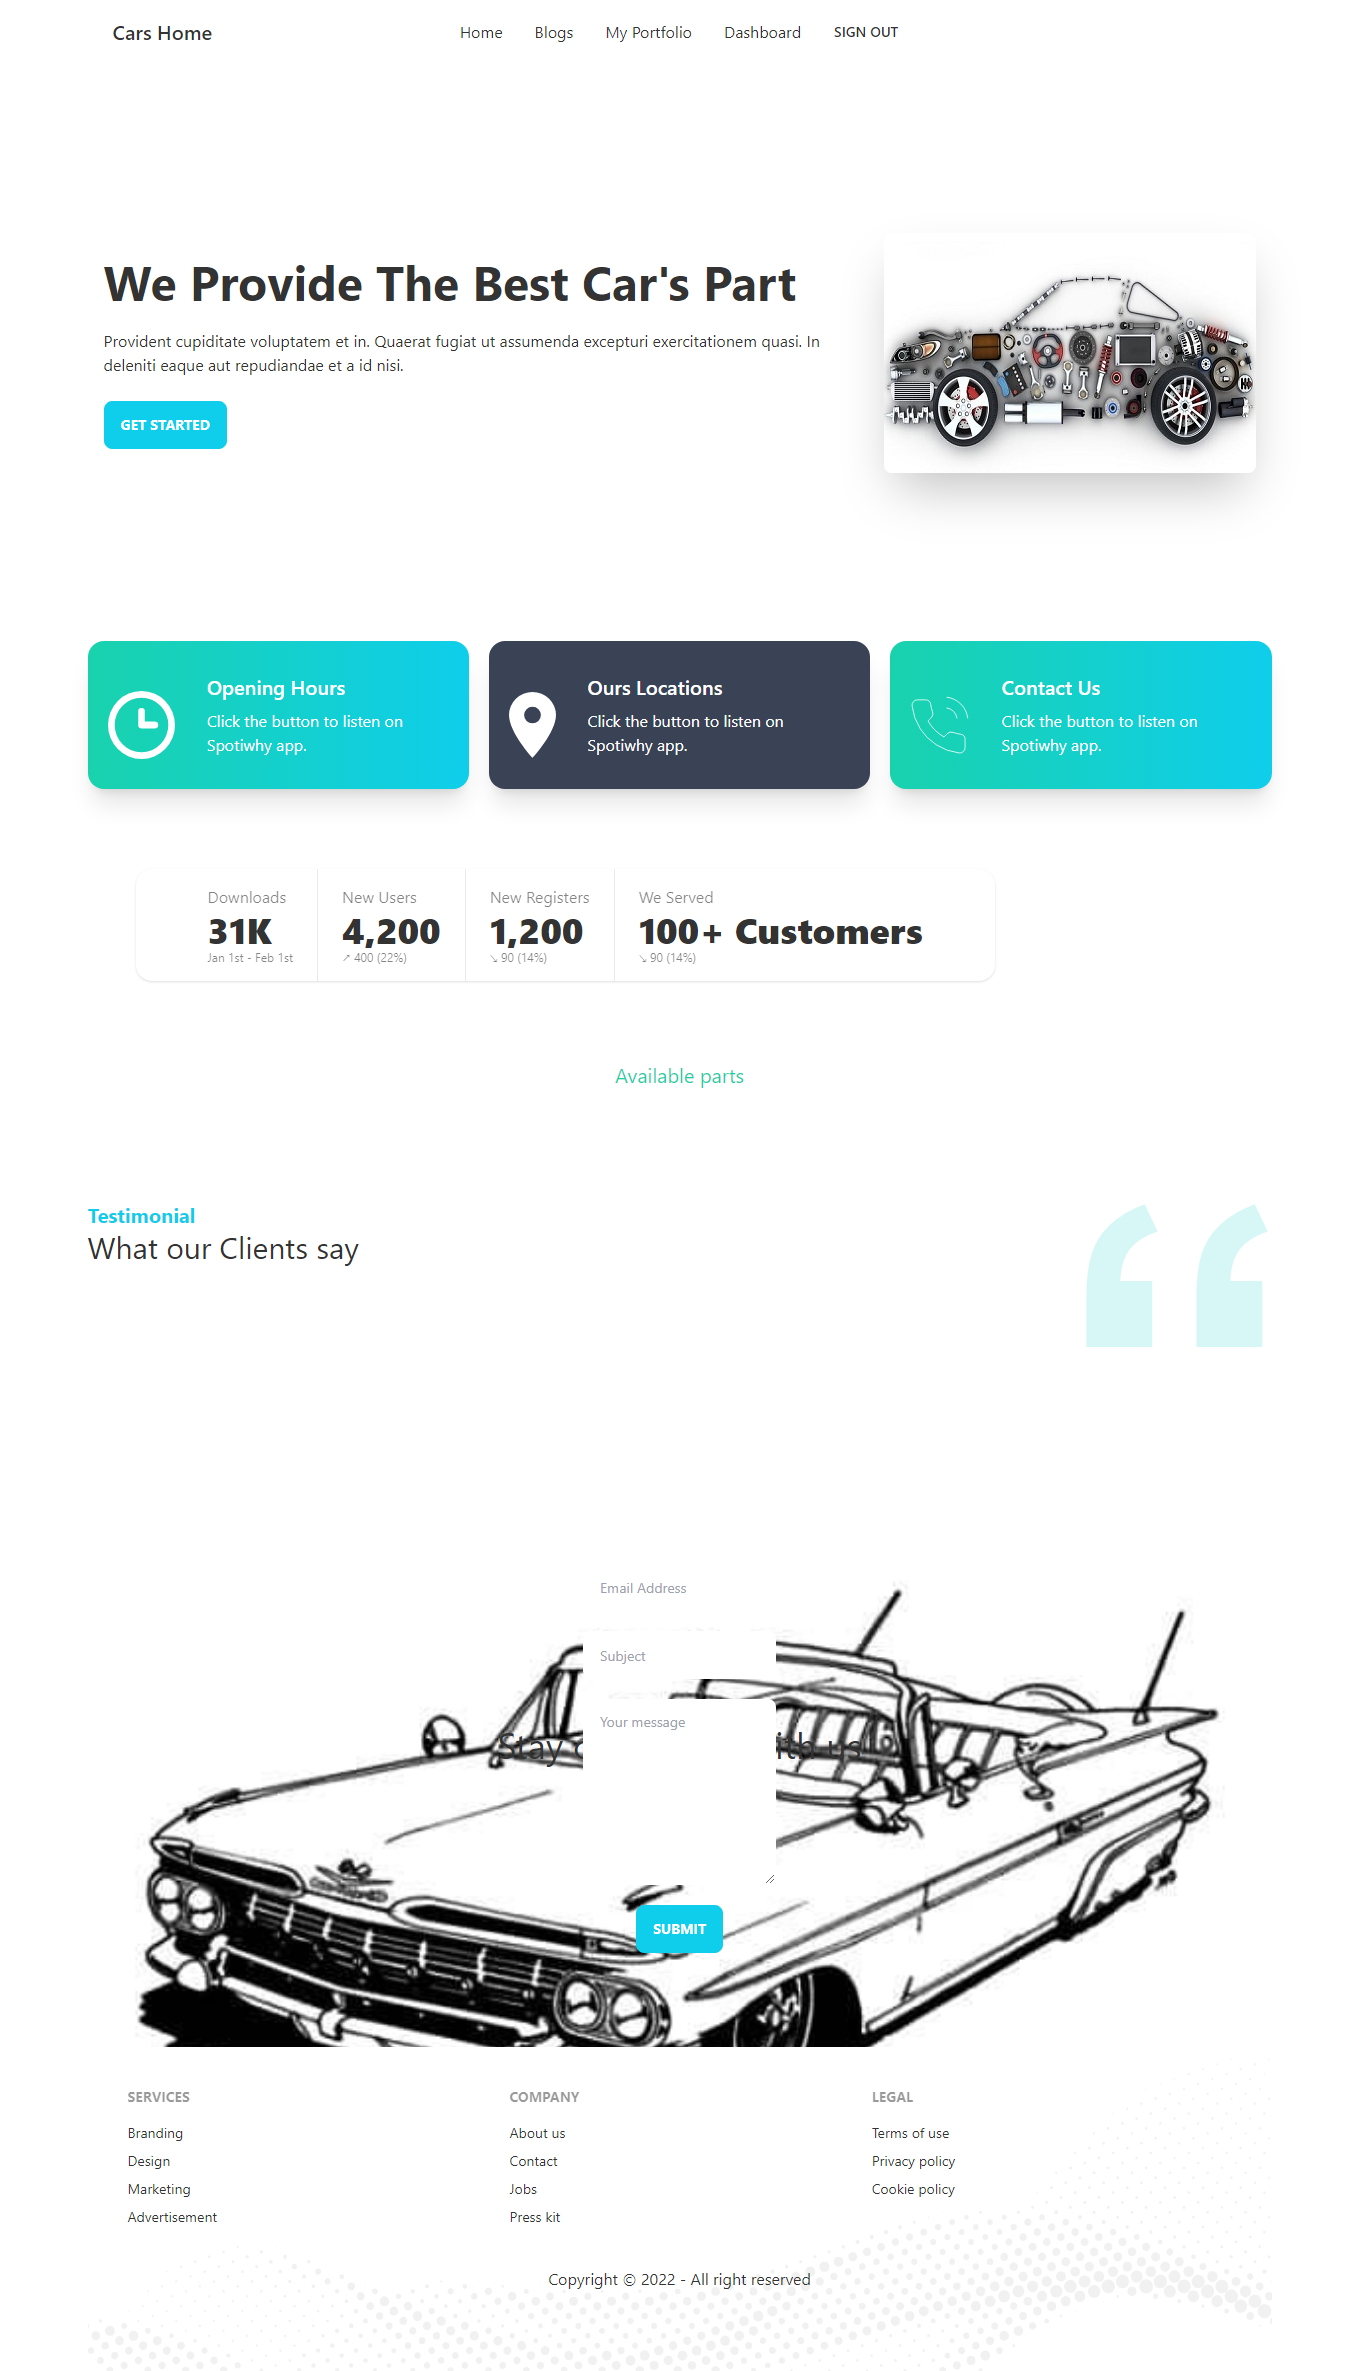 Cars Home
Home
Blogs
My Portfolio
Dashboard
SIGN OUT
We Provide The Best Car's Part
Provident cupiditate voluptatem et in. Quaerat fugiat ut assumenda excepturi exercitationem quasi. In
deleniti eaque aut repudiandae et a id nisi.
GET STARTED
Opening Hours
Click the button to listen on
Spotiwhy app.
Ours Locations
Click the button to listen on
Spotiwhy app.
Contact Us
Click the button to listen on
Spotiwhy app.
Downloads
31K
Jan 1st - Feb 1st
New Users
4,200
↗︎ 400 (22%)
New Registers
1,200
↘︎ 90 (14%)
We Served
100+ Customers
↘︎ 90 (14%)
Available parts
Testimonial
What our Clients say
Email Address
Subject
Your message
Stay
us
SUBMIT
SERVICES
Branding
Design
Marketing
Advertisement
COMPANY
About us
Contact
Jobs
Press kit
LEGAL
Terms of use
Privacy policy
Cookie policy
Copyright © 2022 - All right reserved